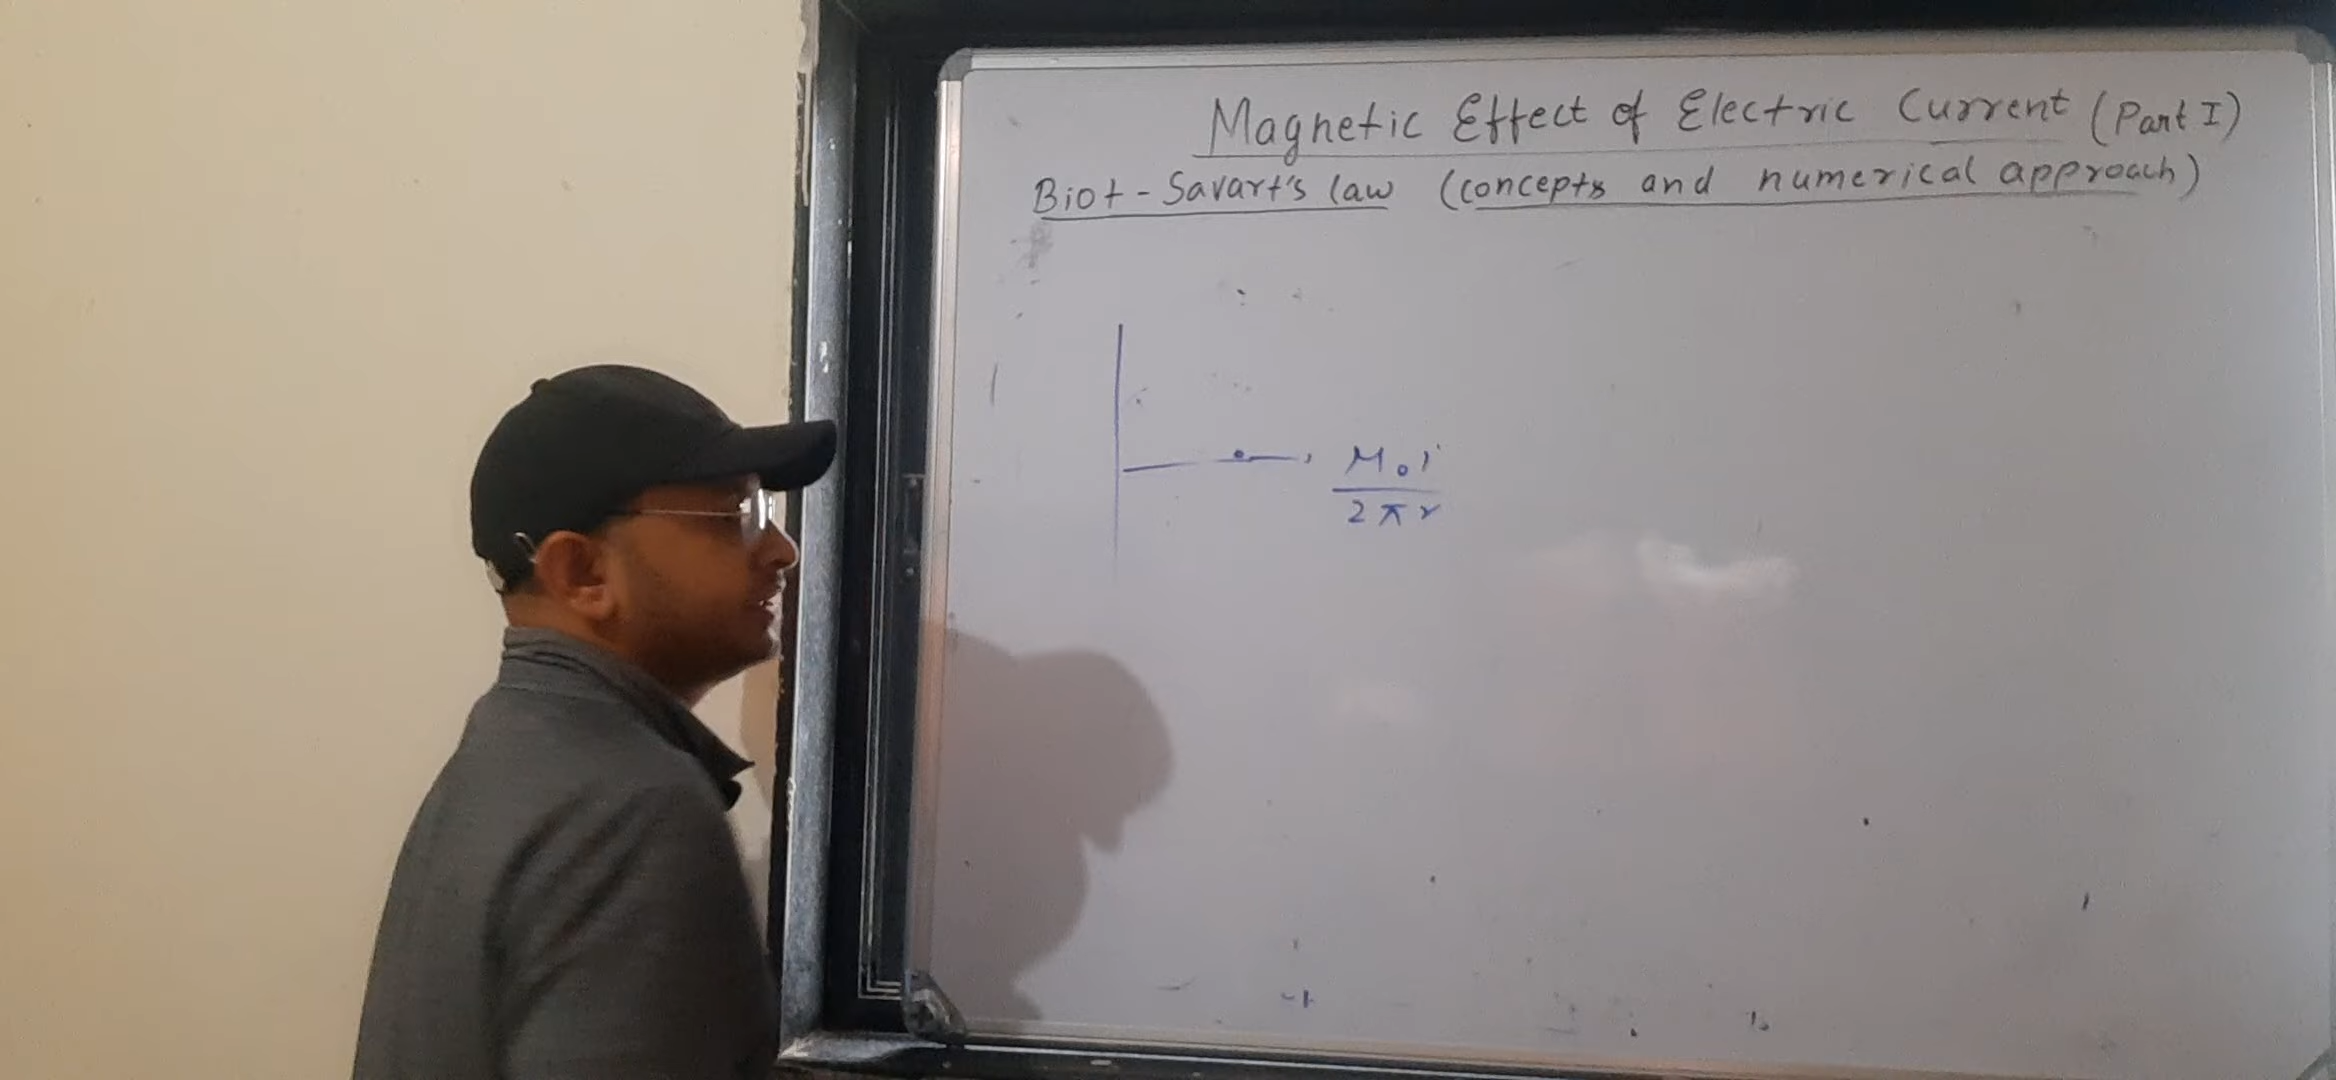 Magnetic Effect of Electric Current (Part I)
Biot-Savart's law (concepts and numerical approach)
μ₀i
2πr